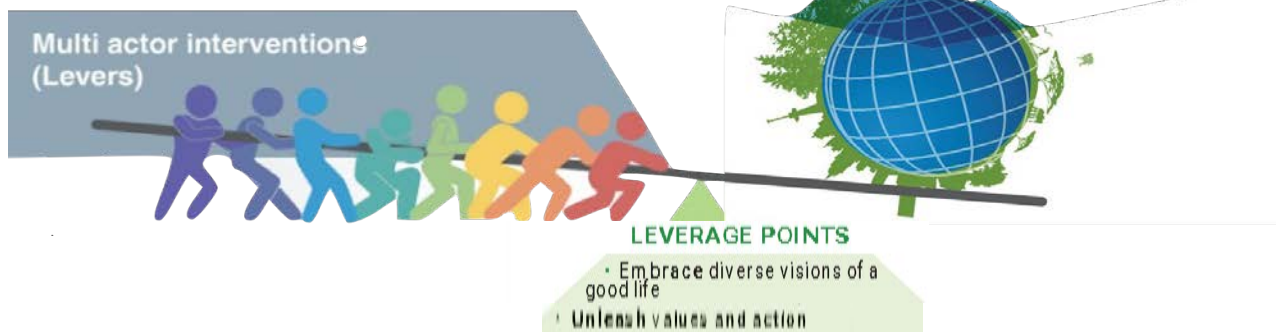 Multi actor interventions
(Levers)
LEVERAGE POINTS
• Embrace diverse visions of a
good life
• Unleash values and action